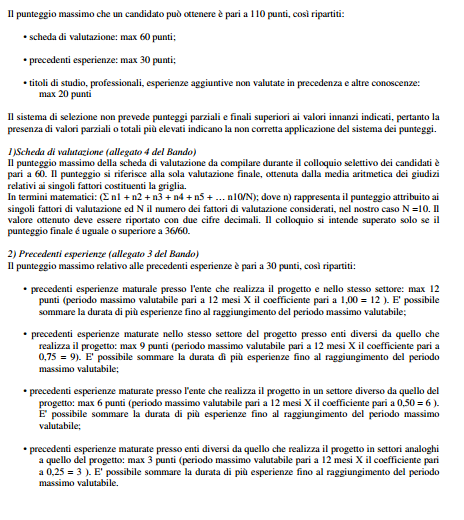 Il punteggio massimo che un candidato può ottenere è pari a 110 punti, così ripartiti:
• scheda di valutazione: max 60 punti;
• precedenti esperienze: max 30 punti;
• titoli di studio, professionali, esperienze aggiuntive non valutate in precedenza e altre conoscenze:
max 20 punti
Il sistema di selezione non prevede punteggi parziali e finali superiori ai valori innanzi indicati, pertanto la
presenza di valori parziali o totali più elevati indicano la non corretta applicazione del sistema dei punteggi.
1)Scheda di valutazione (allegato 4 del Bando)
Il punteggio massimo della scheda di valutazione da compilare durante il colloquio selettivo dei candidati è
pari a 60. Il punteggio si riferisce alla sola valutazione finale, ottenuta dalla media aritmetica dei giudizi
relativi ai singoli fattori costituenti la griglia.
In termini matematici: (Σ n1 + n2 + n3 + n4 + n5 + … n10/N); dove n) rappresenta il punteggio attribuito ai
singoli fattori di valutazione ed N il numero dei fattori di valutazione considerati, nel nostro caso N =10. Il
valore ottenuto deve essere riportato con due cifre decimali. Il colloquio si intende superato solo se il
punteggio finale é uguale o superiore a 36/60.
2) Precedenti esperienze (allegato 3 del Bando)
Il punteggio massimo relativo alle precedenti esperienze è pari a 30 punti, così ripartiti:
• precedenti esperienze maturale presso l'ente che realizza il progetto e nello stesso settore: max 12
punti (periodo massimo valutabile pari a 12 mesi X il coefficiente pari a 1,00 = 12 ). E' possibile
sommare la durata di più esperienze fino al raggiungimento del periodo massimo valutabile;
• precedenti esperienze maturate nello stesso settore del progetto presso enti diversi da quello che
realizza il progetto: max 9 punti (periodo massimo valutabile pari a 12 mesi X il coefficiente pari a
0,75 = 9). E' possibile sommare la durata di più esperienze fino al raggiungimento del periodo
massimo valutabile;
• precedenti esperienze maturate presso l'ente che realizza il progetto in un settore diverso da quello del
progetto: max 6 punti (periodo massimo valutabile pari a 12 mesi X il coefficiente pari a 0,50 = 6 ).
E' possibile sommare la durata di più esperienze fino al raggiungimento del periodo massimo
valutabile;
• precedenti esperienze maturate presso enti diversi da quello che realizza il progetto in settori analoghi
a quello del progetto: max 3 punti (periodo massimo valutabile pari a 12 mesi X il coefficiente pari
a 0,25 = 3 ). E' possibile sommare la durata di più esperienze fino al raggiungimento del periodo
massimo valutabile.